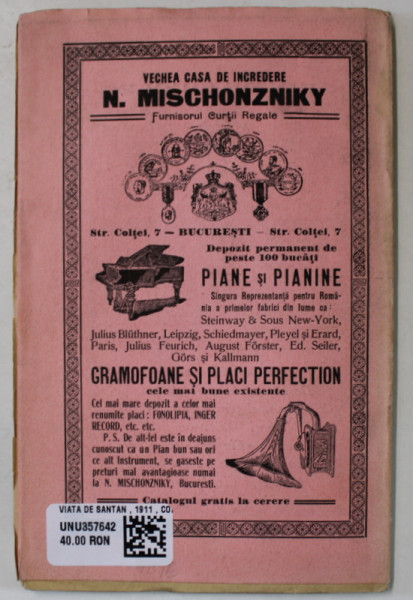 VECHEA CASA DE INCREDERE
N. MISCHONZNIKY
Furnisorul Curții Regale
Str. Colței, 7 — BUCUREȘTI — Str. Colței, 7
Depozit permanent de
peste 100 bucăți
PIANE și PIANINE
Singura Reprezentanță pentru Româ-
nia a primelor fabrici din lume ca:
Steinway & Sous New-York,
Julius Blüthner, Leipzig, Schiedmayer, Pleyel și Erard,
Paris, Julius Feurich, August Förster, Ed. Seiler,
Görs și Kallmann
GRAMOFOANE ȘI PLACI PERFECTION
cele mai bune existente
Cel mai mare depozit a celor mai
renumite placi: FONOLIPIA, INGER
RECORD, etc. etc.
P. S. De alt-fel este în deajuns
cunoscut ca un Pian bun sau ori
ce alt instrument, se gasește pe
prețuri mai avantagioase numai
la N. MISCHONZNIKY, București.
Catalogul gratis la cerere
VIATA DE SANTAN , 1911 , CO
UNU357642
40.00 RON